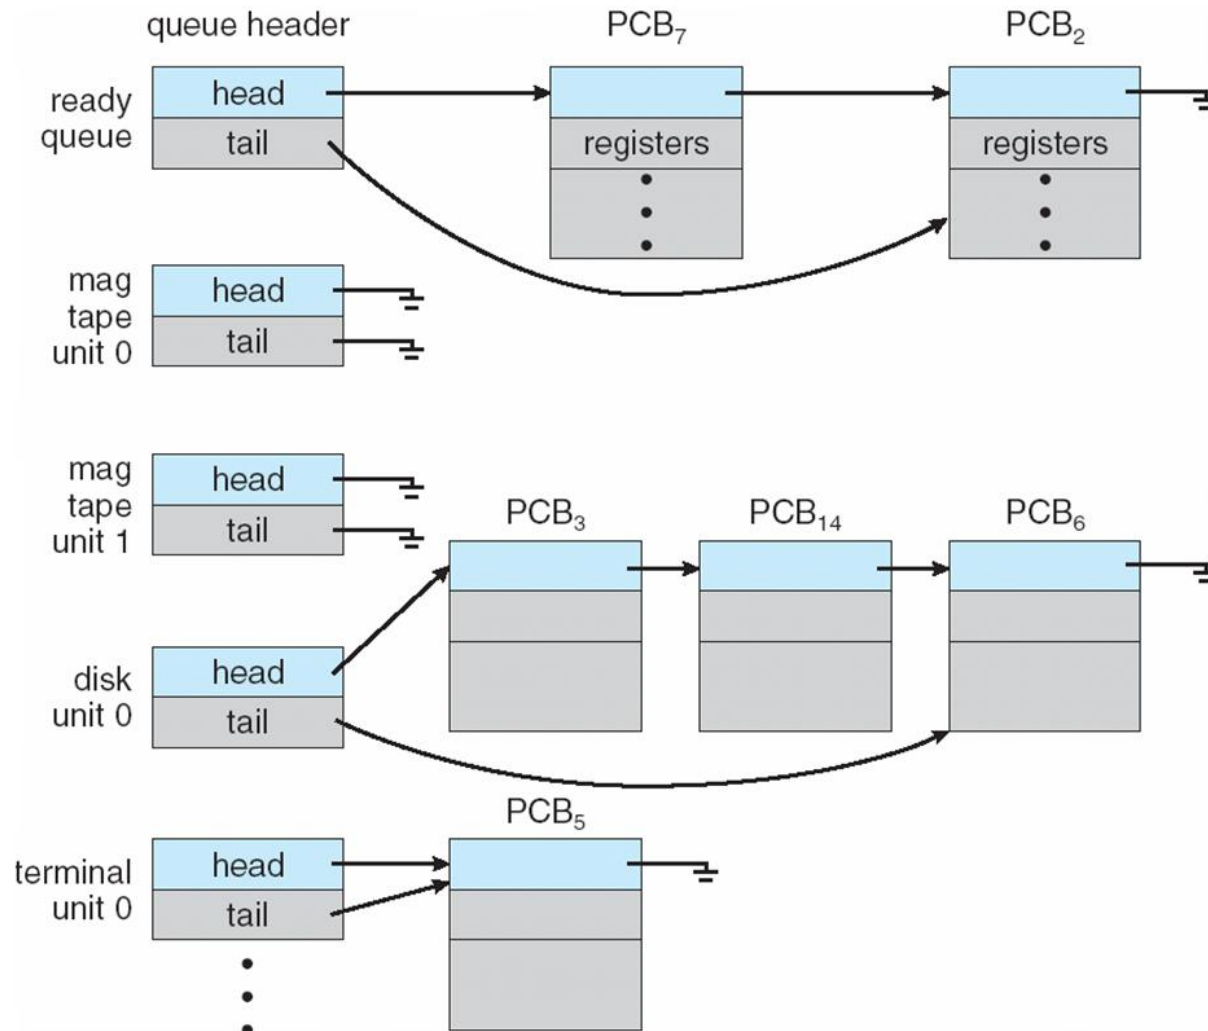 queue header
PCB₇
PCB₂
ready
queue
head
tail
registers
registers
mag
tape
unit 0
head
tail
mag
tape
unit 1
head
tail
PCB₃
PCB₁₄
PCB₆
disk
unit 0
head
tail
PCB₅
terminal
unit 0
head
tail